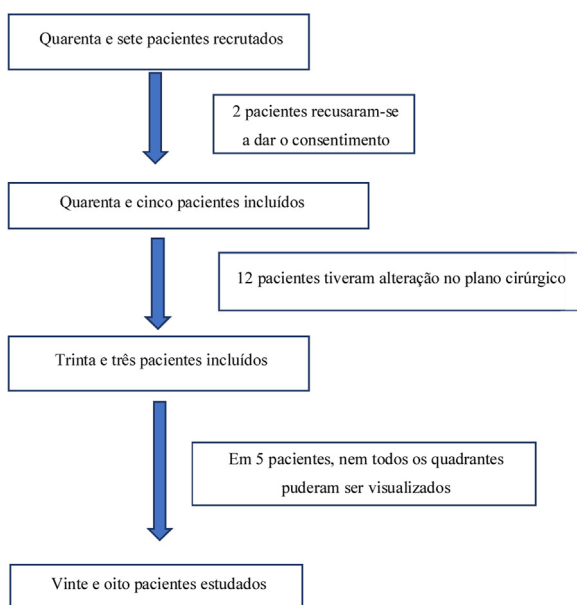 Quarenta e sete pacientes recrutados
2 pacientes recusaram-se
a dar o consentimento
Quarenta e cinco pacientes incluídos
12 pacientes tiveram alteração no plano cirúrgico
Trinta e três pacientes incluídos
Em 5 pacientes, nem todos os quadrantes
puderam ser visualizados
Vinte e oito pacientes estudados